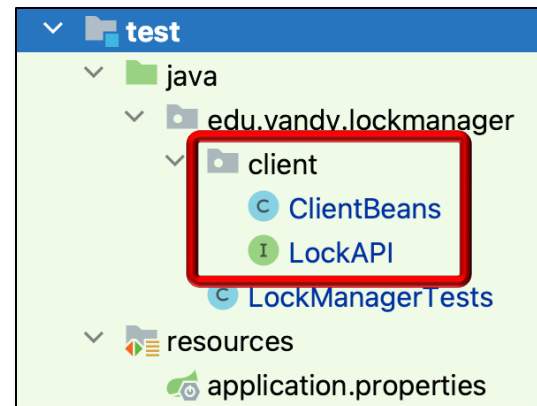 test
java
edu.vandy.lockmanager
client
C ClientBeans
I LockAPI
C LockManagerTests
resources
application.properties